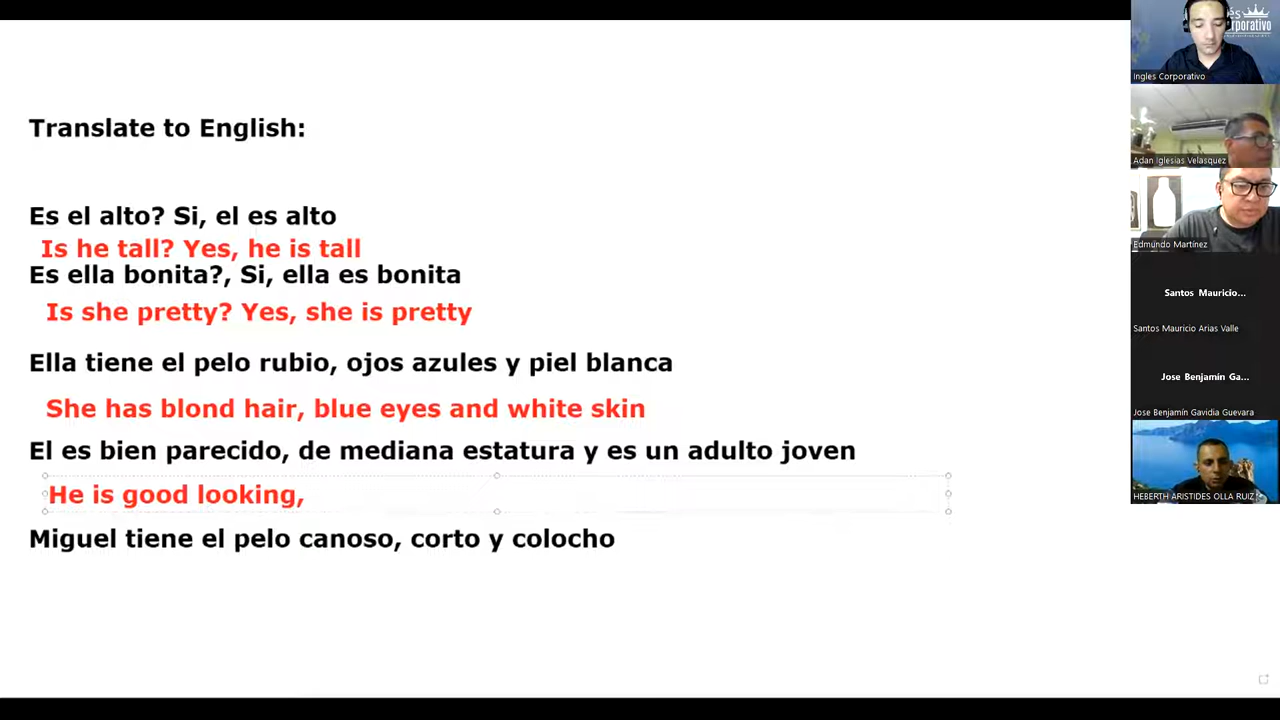 Translate to English:
Es el alto? Si, el es alto
Is he tall? Yes, he is tall
Es ella bonita?, Si, ella es bonita
Is she pretty? Yes, she is pretty
Ella tiene el pelo rubio, ojos azules y piel blanca
She has blond hair, blue eyes and white skin
El es bien parecido, de mediana estatura y es un adulto joven
He is good looking,
Miguel tiene el pelo canoso, corto y colocho
Ingles Corporativo
Adan Iglesias Velasquez
Edmundo Martínez
Santos Mauricio...
Santos Mauricio Arias Valle
Jose Benjamín Ga...
Jose Benjamín Gavidia Guevara
HEBERTH ARISTIDES OLLA RUIZ